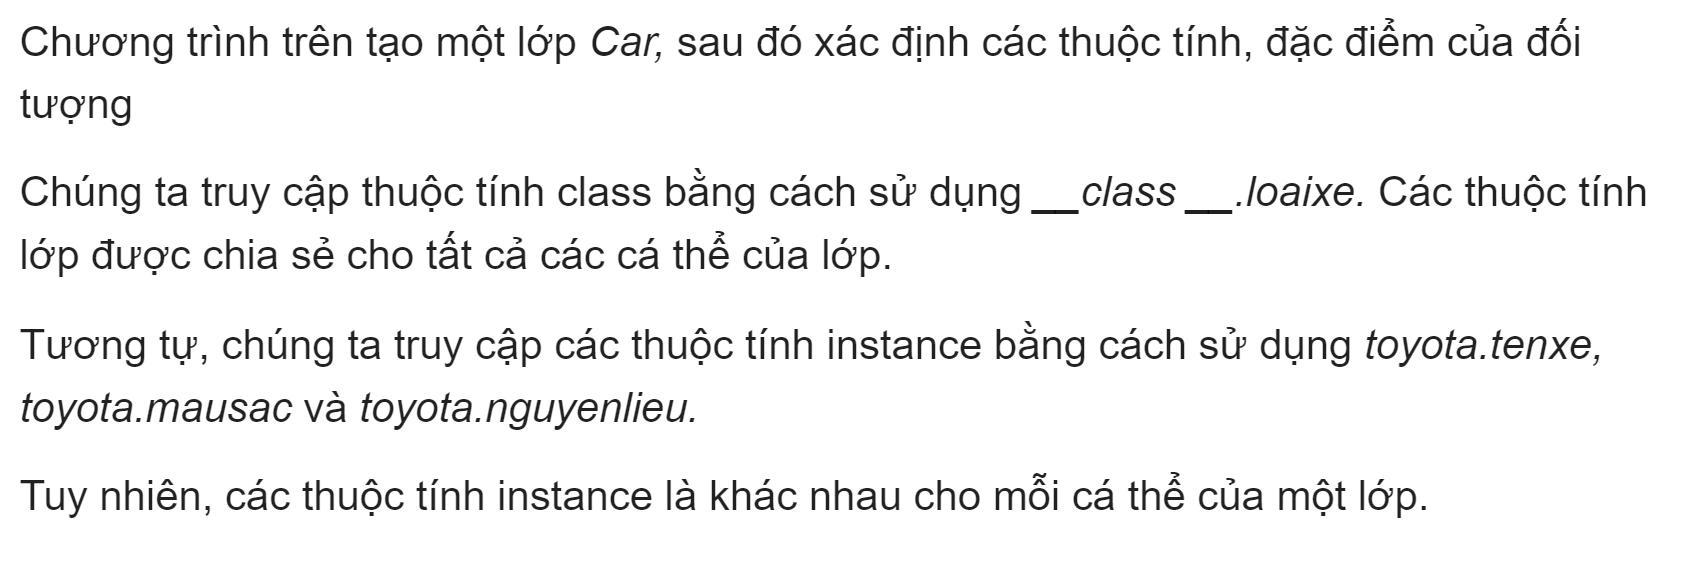 Chương trình trên tạo một lớp Car, sau đó xác định các thuộc tính, đặc điểm của đối
tượng
Chúng ta truy cập thuộc tính class bằng cách sử dụng __class __.loaixe. Các thuộc tính
lớp được chia sẻ cho tất cả các cá thể của lớp.
Tương tự, chúng ta truy cập các thuộc tính instance bằng cách sử dụng toyota.tenxe,
toyota.mausac và toyota.nguyenlieu.
Tuy nhiên, các thuộc tính instance là khác nhau cho mỗi cá thể của một lớp.